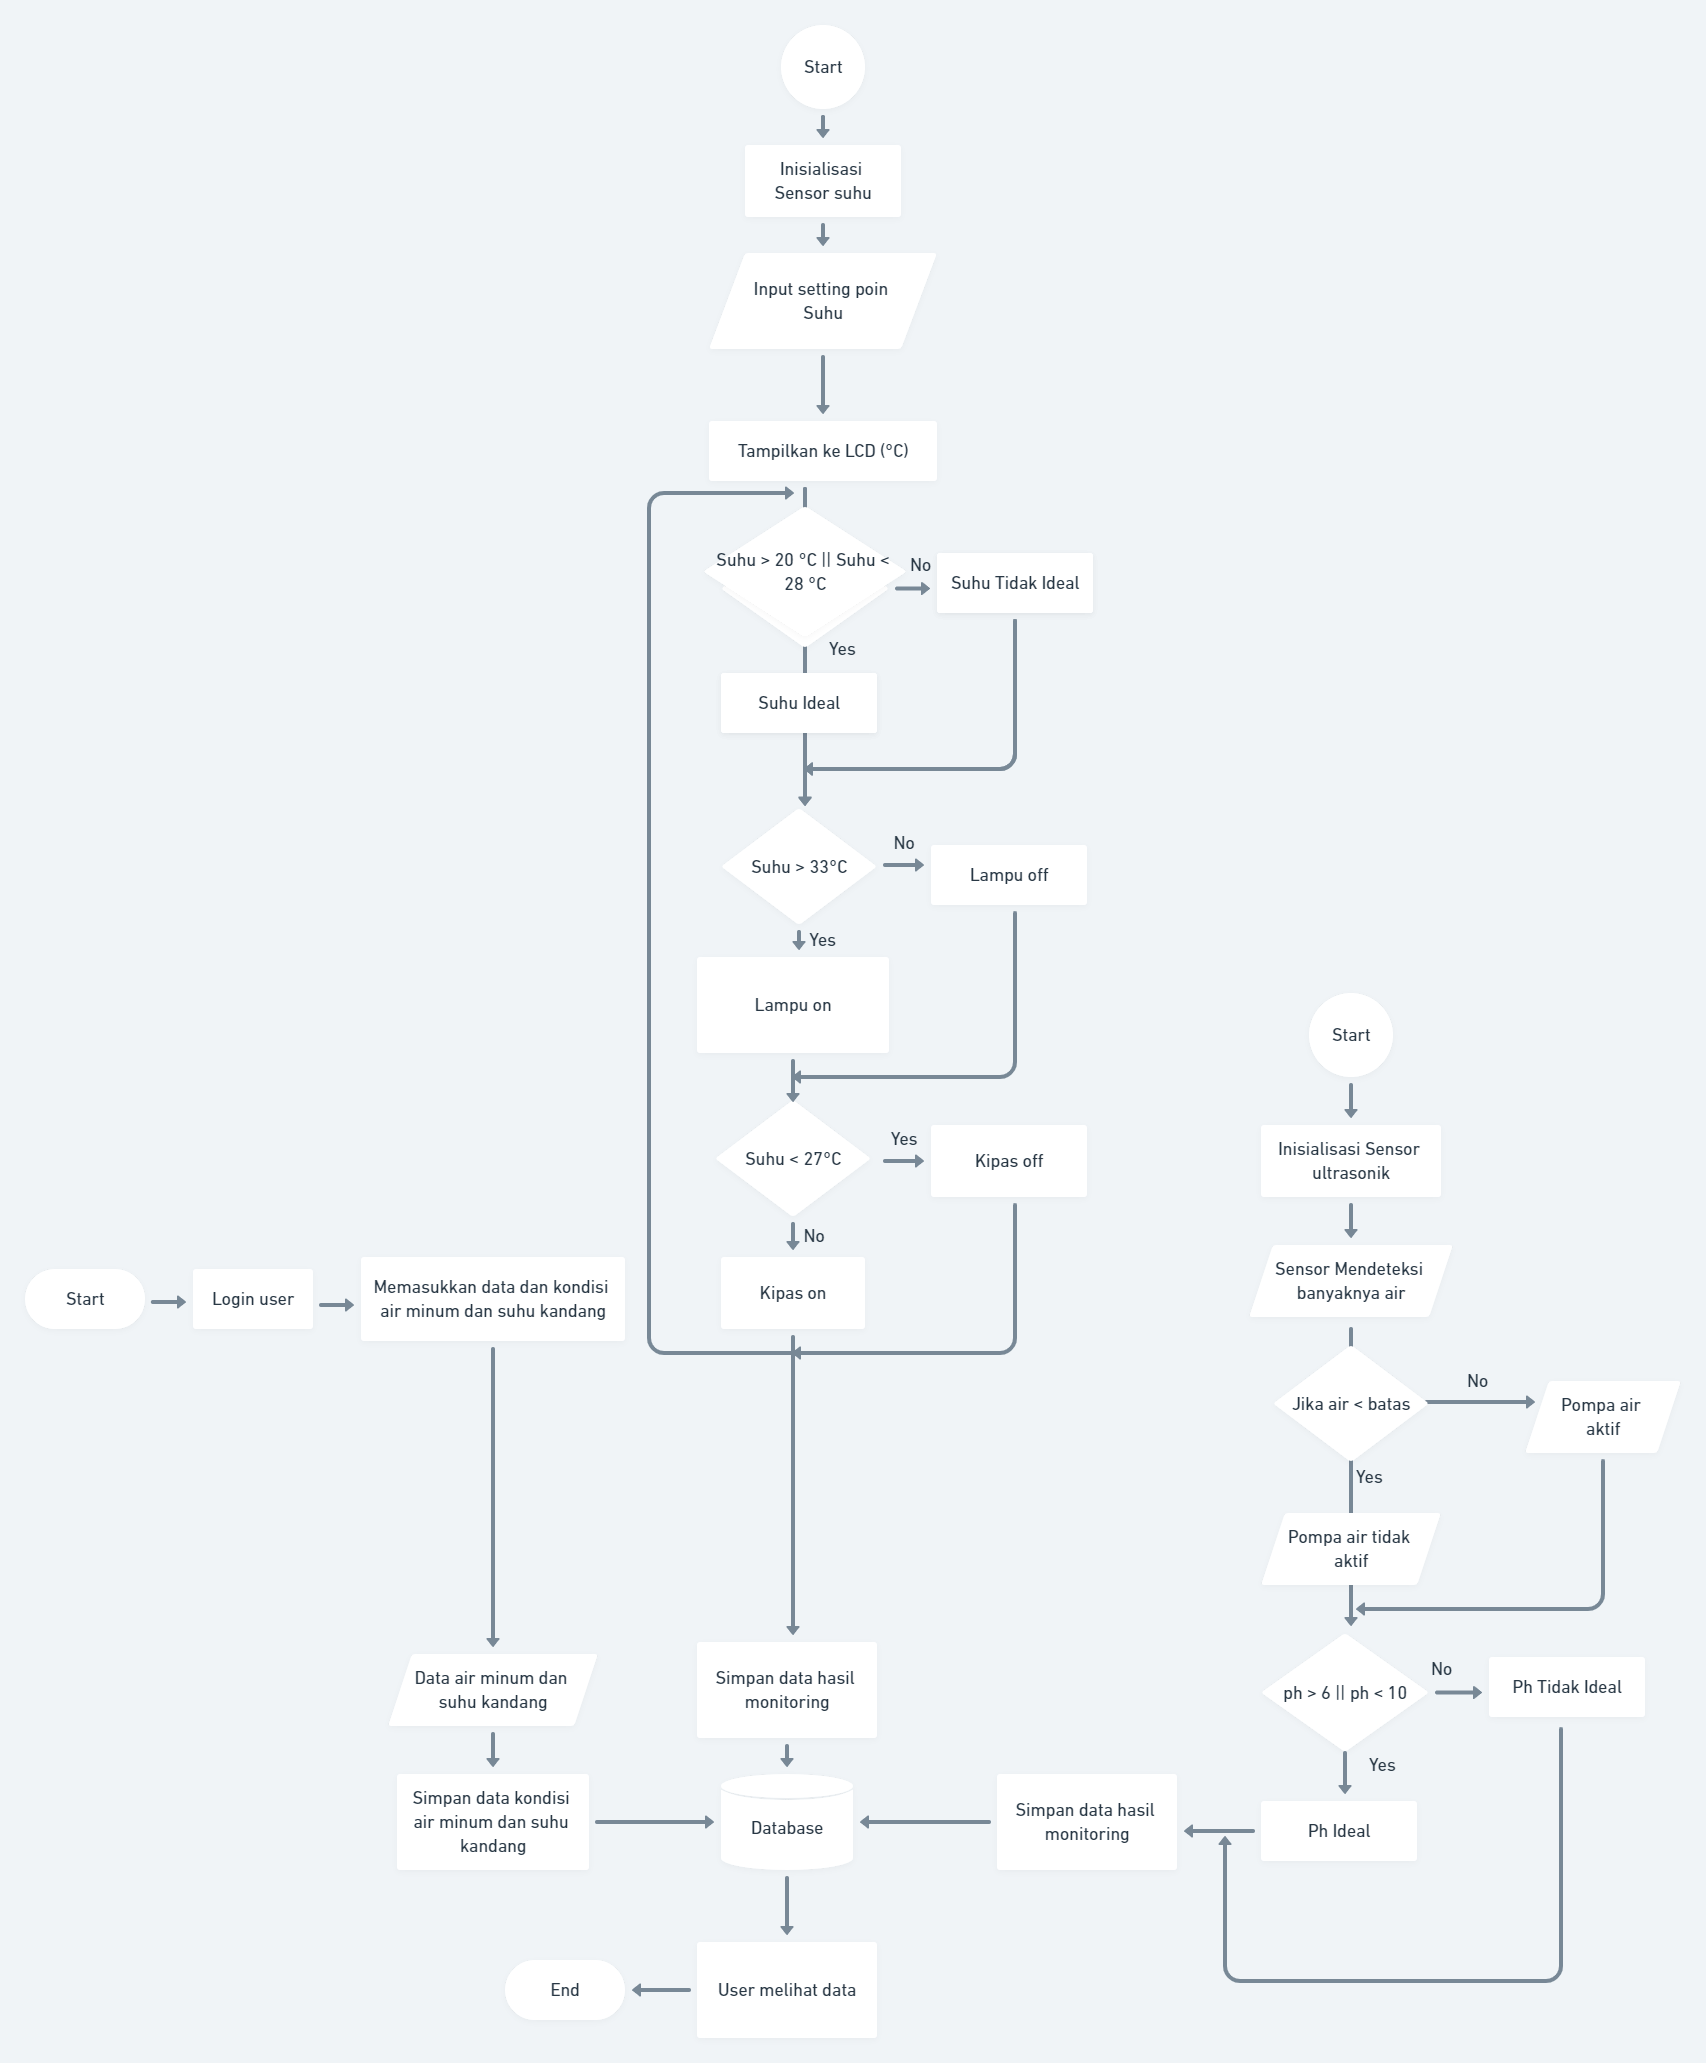 Start
Inisialisasi
Sensor suhu
Input setting poin
Suhu
Tampilkan ke LCD (°C)
Suhu > 20 °C || Suhu <
28 °C
No
Suhu Tidak Ideal
Yes
Suhu Ideal
Suhu > 33°C
No
Lampu off
Yes
Lampu on
Suhu < 27°C
Yes
Kipas off
No
Kipas on
Start
Login user
Memasukkan data dan kondisi
air minum dan suhu kandang
Data air minum dan
suhu kandang
Simpan data kondisi
air minum dan suhu
kandang
Simpan data hasil
monitoring
Database
User melihat data
End
Start
Inisialisasi Sensor
ultrasonik
Sensor Mendeteksi
banyaknya air
Jika air < batas
No
Pompa air
aktif
Yes
Pompa air tidak
aktif
ph > 6 || ph < 10
No
Ph Tidak Ideal
Yes
Ph Ideal
Simpan data hasil
monitoring